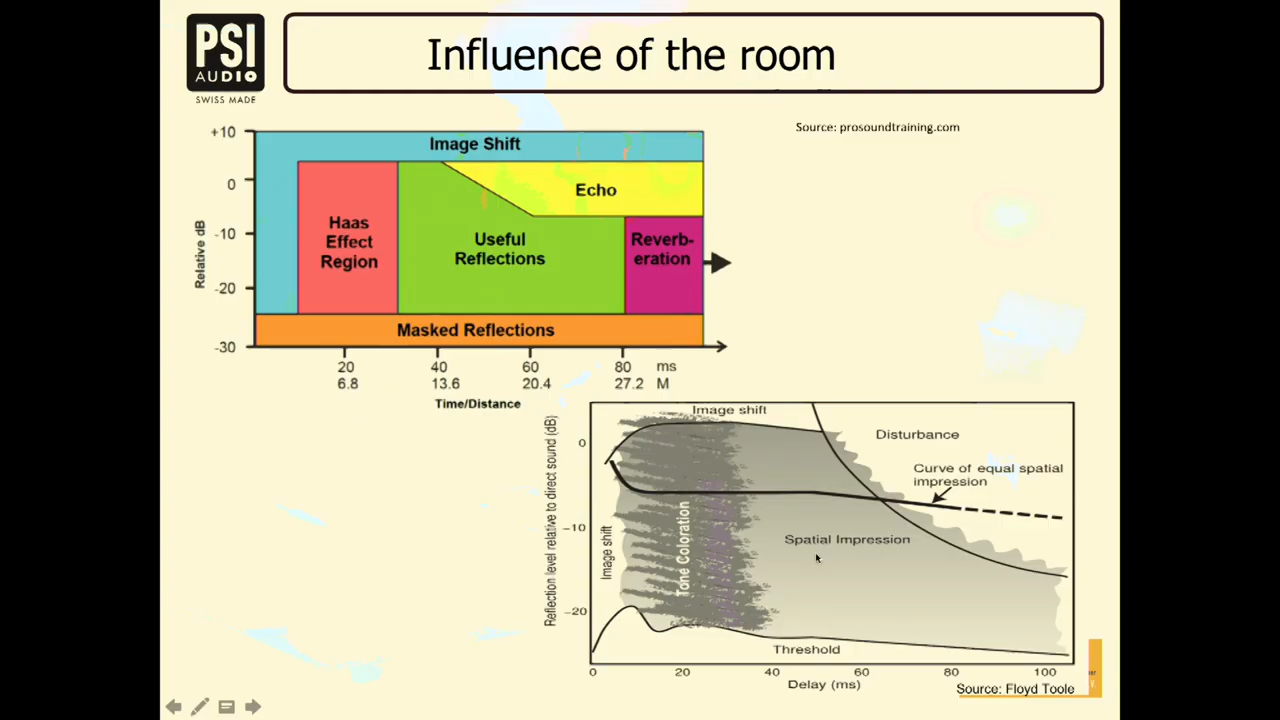 PSI
AUDIO
SWISS MADE
Influence of the room
Source: prosoundtraining.com
+10
0
-10
-20
-30
Relative dB
Image Shift
Echo
Haas
Effect
Region
Useful
Reflections
Reverb-
eration
Masked Reflections
20 40 60 80 ms
6.8 13.6 20.4 27.2 M
Time/Distance
Reflection level relative to direct sound (dB)
0
−10
−20
Image shift
Image shift
Tone Coloration
Disturbance
Curve of equal spatial
impression
Spatial Impression
Threshold
0 20 40 60 80 100
Delay (ms)
Source: Floyd Toole